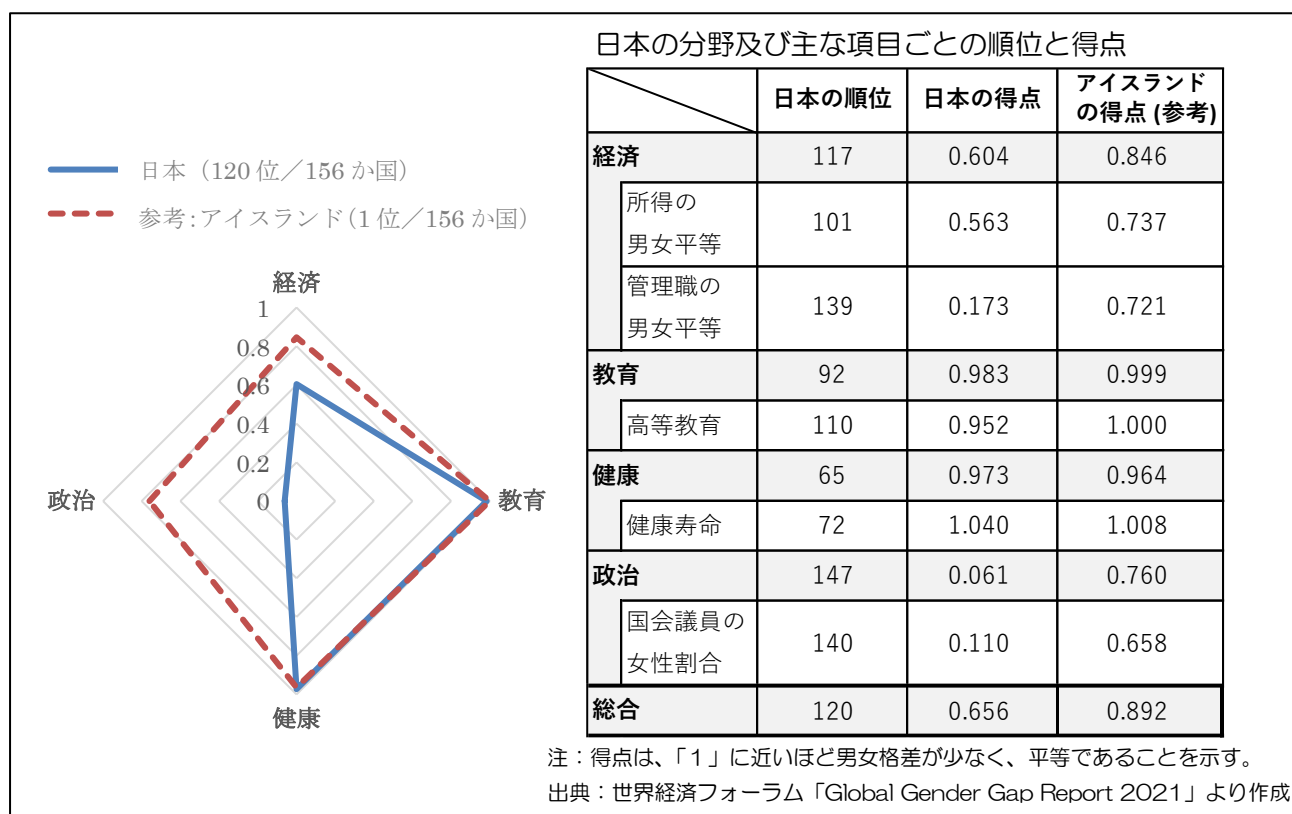 日本の分野及び主な項目ごとの順位と得点
日本（120位／156か国）
参考:アイスランド（1位／156か国）
経済
1
0.8
0.6
0.4
0.2
0
政治
教育
健康
日本の順位 日本の得点 アイスランド
の得点 (参考)
経済 117 0.604 0.846
所得の
男女平等 101 0.563 0.737
管理職の
男女平等 139 0.173 0.721
教育 92 0.983 0.999
高等教育 110 0.952 1.000
健康 65 0.973 0.964
健康寿命 72 1.040 1.008
政治 147 0.061 0.760
国会議員の
女性割合 140 0.110 0.658
総合 120 0.656 0.892
注：得点は、「１」に近いほど男女格差が少なく、平等であることを示す。
出典：世界経済フォーラム「Global Gender Gap Report 2021」より作成